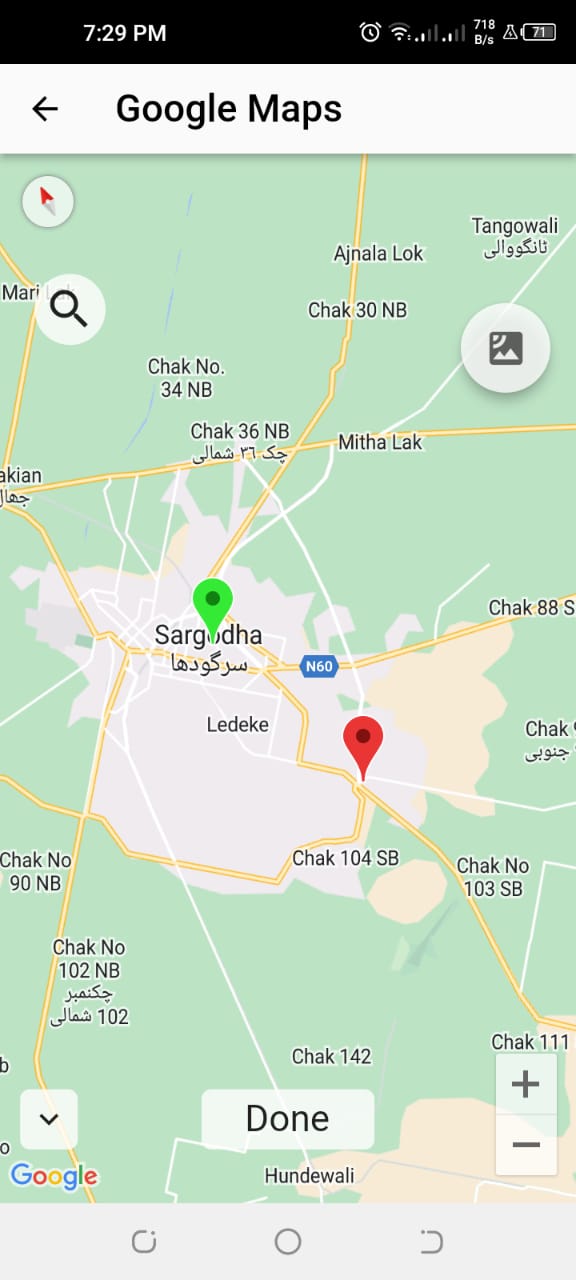 7:29 PM
718
B/s
71
Google Maps
Tangowali
ٹانگووالی
Ajnala Lok
Mari
Chak 30 NB
Chak No.
34 NB
Chak 36 NB
چک ٣٦ شمالی
Mitha Lak
akian
جھال
Chak 88 S
Sargodha
سرگودھا
N60
Ledeke
Chak 9
جنوبی
Chak 104 SB
Chak No
90 NB
Chak No
103 SB
Chak No
102 NB
چکنمبر
102 شمالی
Chak 111
Chak 142
b
Done
o
Google
Hundewali